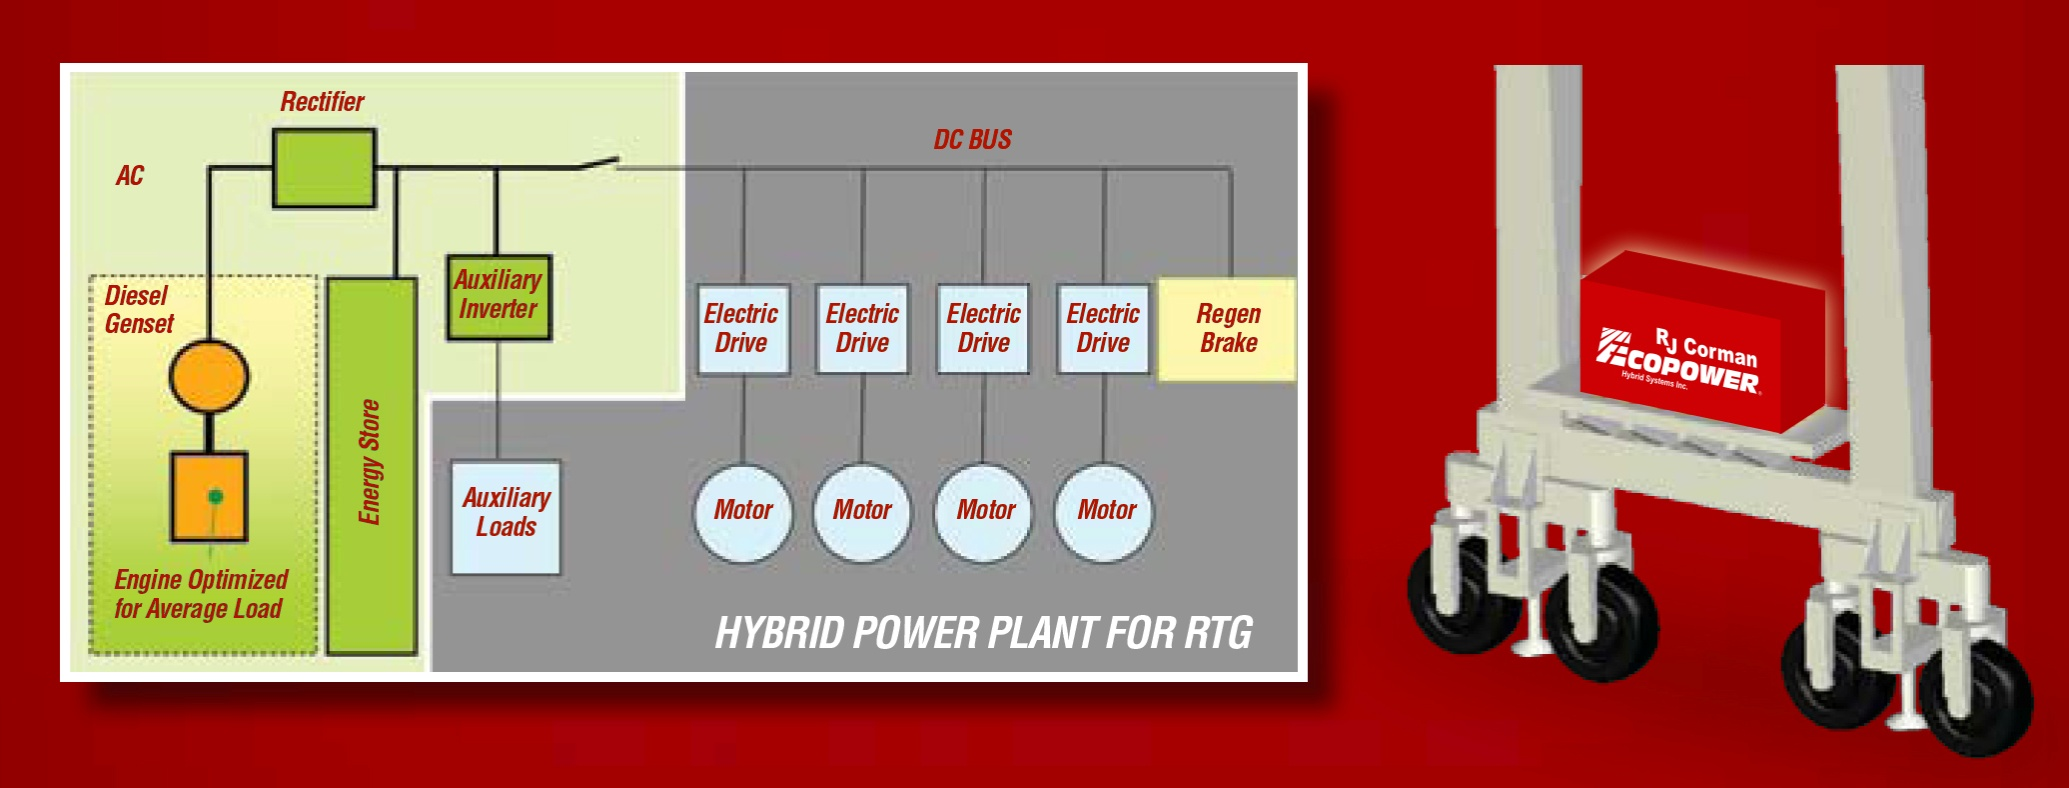 Rectifier
AC
DC BUS
Diesel
Genset
Auxiliary
Inverter
Energy Store
Engine Optimized
for Average Load
Auxiliary
Loads
Electric
Drive
Electric
Drive
Electric
Drive
Electric
Drive
Regen
Brake
Motor
Motor
Motor
Motor
HYBRID POWER PLANT FOR RTG
RJ Corman
ECOPOWER
Hybrid Systems Inc.